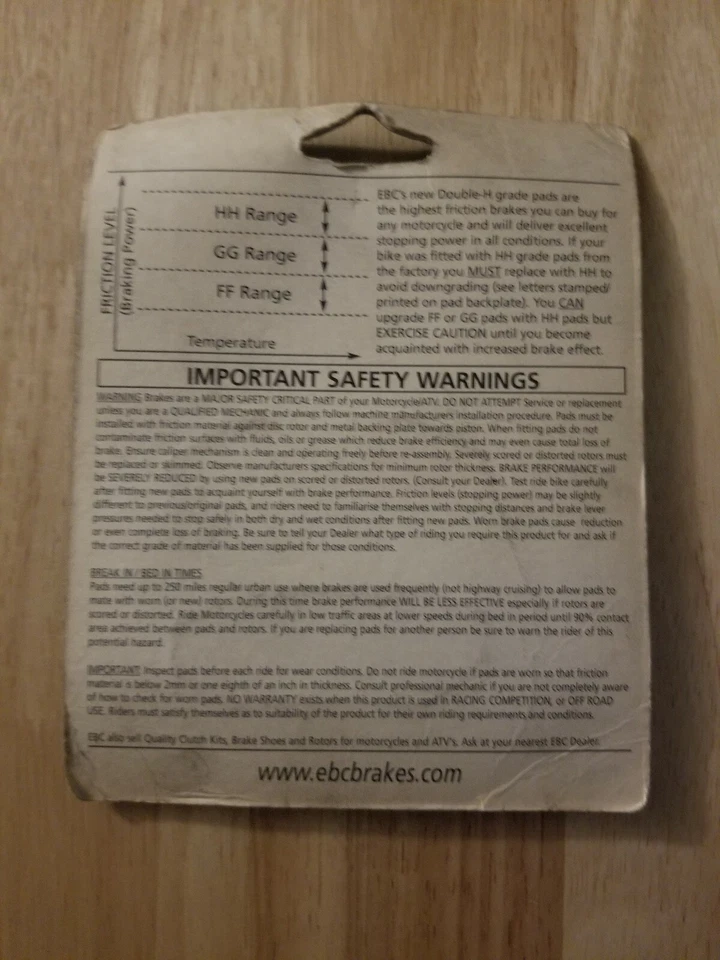 FRICTION LEVEL
(Braking Power)
HH Range
GG Range
FF Range
Temperature
EBC's new Double-H grade pads are
the highest friction brakes you can buy for
any motorcycle and will deliver excellent
stopping power in all conditions. If your
bike was fitted with HH grade pads from
the factory you MUST replace with HH to
avoid downgrading (see letters stamped/
printed on pad backplate). You CAN
upgrade FF or GG pads with HH pads but
EXERCISE CAUTION until you become
acquainted with increased brake effect.
IMPORTANT SAFETY WARNINGS
WARNING Brakes are a MAJOR SAFETY CRITICAL PART of your Motorcycle/ATV. DO NOT ATTEMPT Service or replacement
unless you are a QUALIFIED MECHANIC and always follow machine manufacturers installation procedure. Pads must be
installed with friction material against disc rotor and metal backing plate towards piston. When fitting pads do not
contaminate friction surfaces with fluids, oils or grease which reduce brake efficiency and may even cause total loss of
brake. Ensure caliper mechanism is clean and operating freely before re-assembly. Severely scored or distorted rotors must
be replaced or skimmed. Observe manufacturers specifications for minimum rotor thickness. BRAKE PERFORMANCE will
be SEVERELY REDUCED by using new pads on scored or distorted rotors. (Consult your Dealer). Test ride bike carefully
after fitting new pads to acquaint yourself with brake performance. Friction levels (stopping power) may be slightly
different to previous/original pads, and riders need to familiarise themselves with stopping distances and brake lever
pressures needed to stop safely in both dry and wet conditions after fitting new pads. Worn brake pads cause reduction
or even complete loss of braking. Be sure to tell your Dealer what type of riding you require this product for and ask if
the correct grade of material has been supplied for those conditions.
BREAK IN / BED IN TIMES
Pads need up to 250 miles regular urban use where brakes are used frequently (not highway cruising) to allow pads to
mate with worn (or new) rotors. During this time brake performance WILL BE LESS EFFECTIVE especially if rotors are
scored or distorted. Ride Motorcycles carefully in low traffic areas at lower speeds during bed in period until 90% contact
area achieved between pads and rotors. If you are replacing pads for another person be sure to warn the rider of this
potential hazard.
IMPORTANT Inspect pads before each ride for wear conditions. Do not ride motorcycle if pads are worn so that friction
material is below 2mm or one eighth of an inch in thickness. Consult professional mechanic if you are not completely aware
of how to check for worn pads. NO WARRANTY exists when this product is used in RACING COMPETITION, or OFF ROAD
USE. Riders must satisfy themselves as to suitability of the product for their own riding requirements and conditions.
EBC also sell Quality Clutch Kits, Brake Shoes and Rotors for motorcycles and ATV's. Ask at your nearest EBC Dealer.
www.ebcbrakes.com